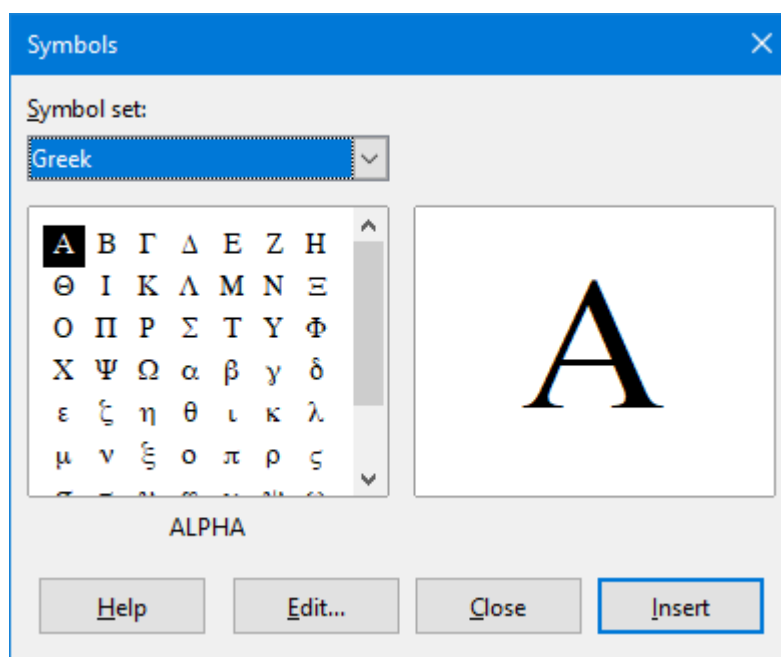 Symbols
Symbol set:
Greek
Α Β Γ Δ Ε Ζ Η
Θ Ι Κ Λ Μ Ν Ξ
Ο Π Ρ Σ Τ Υ Φ
Χ Ψ Ω α β γ δ
ε ζ η θ ι κ λ
μ ν ξ ο π ρ ς
Α
ALPHA
Help Edit... Close Insert